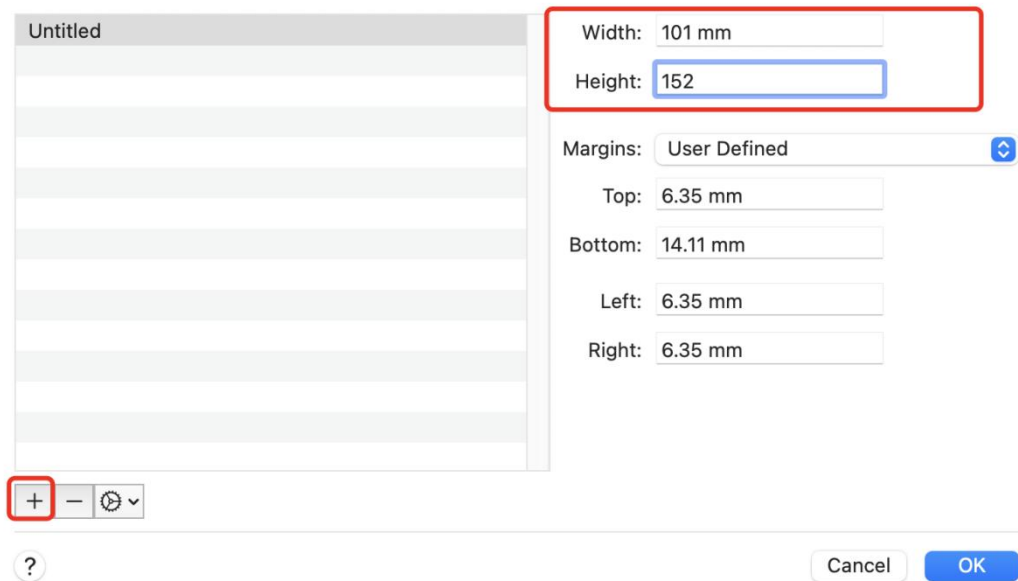 Untitled
Width: 101 mm
Height: 152
Margins: User Defined
Top: 6.35 mm
Bottom: 14.11 mm
Left: 6.35 mm
Right: 6.35 mm
+ −
? Cancel OK